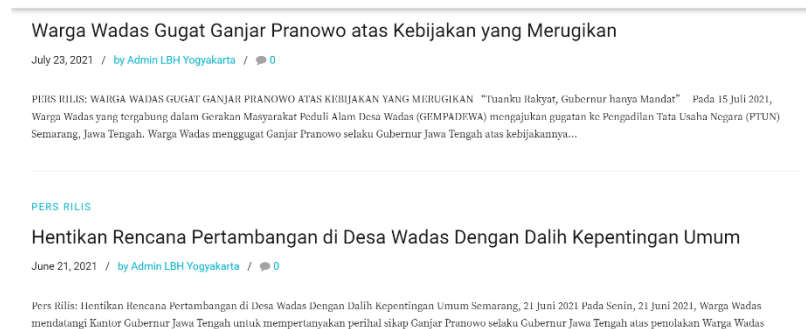 Warga Wadas Gugat Ganjar Pranowo atas Kebijakan yang Merugikan
July 23, 2021 / by Admin LBH Yogyakarta / 0
PERS RILIS: WARGA WADAS GUGAT GANJAR PRANOWO ATAS KEBIJAKAN YANG MERUGIKAN “Tuanku Rakyat, Gubernur hanya Mandat” Pada 15 Juli 2021,
Warga Wadas yang tergabung dalam Gerakan Masyarakat Peduli Alam Desa Wadas (GEMPADEWA) mengajukan gugatan ke Pengadilan Tata Usaha Negara (PTUN)
Semarang, Jawa Tengah. Warga Wadas menggugat Ganjar Pranowo selaku Gubernur Jawa Tengah atas kebijakannya...
PERS RILIS
Hentikan Rencana Pertambangan di Desa Wadas Dengan Dalih Kepentingan Umum
June 21, 2021 / by Admin LBH Yogyakarta / 0
Pers Rilis: Hentikan Rencana Pertambangan di Desa Wadas Dengan Dalih Kepentingan Umum Semarang, 21 Juni 2021 Pada Senin, 21 Juni 2021, Warga Wadas
mendatangi Kantor Gubernur Jawa Tengah untuk mempertanyakan perihal sikap Ganjar Pranowo selaku Gubernur Jawa Tengah atas penolakan Warga Wadas